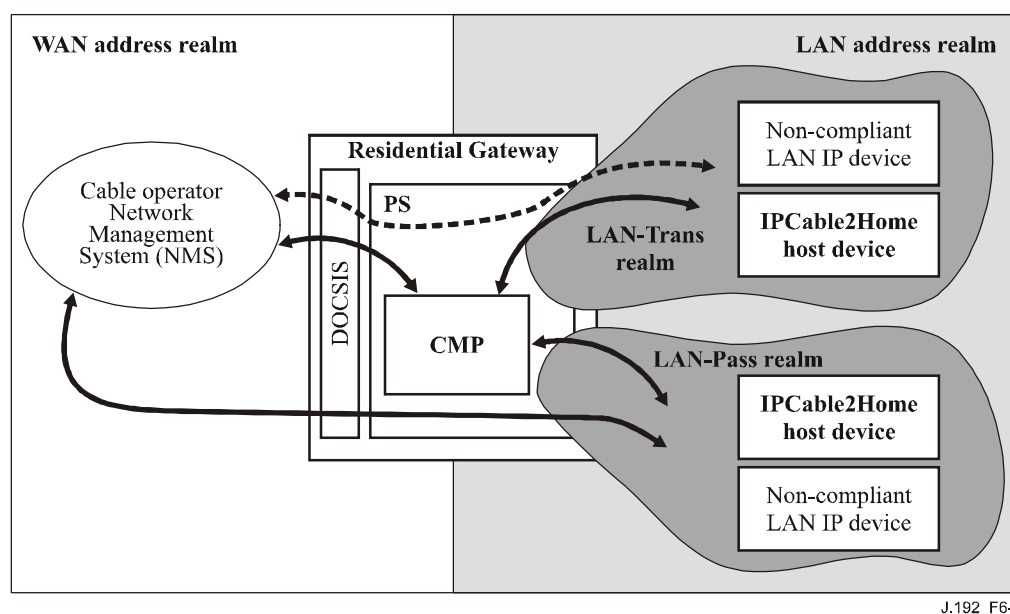 WAN address realm
LAN address realm
Non-compliant
LAN IP device
IPCable2Home
host device
LAN-Trans
realm
Residential Gateway
PS
DOCSIS
CMP
Cable operator
Network
Management
System (NMS)
LAN-Pass realm
IPCable2Home
host device
Non-compliant
LAN IP device
J.192_F6-